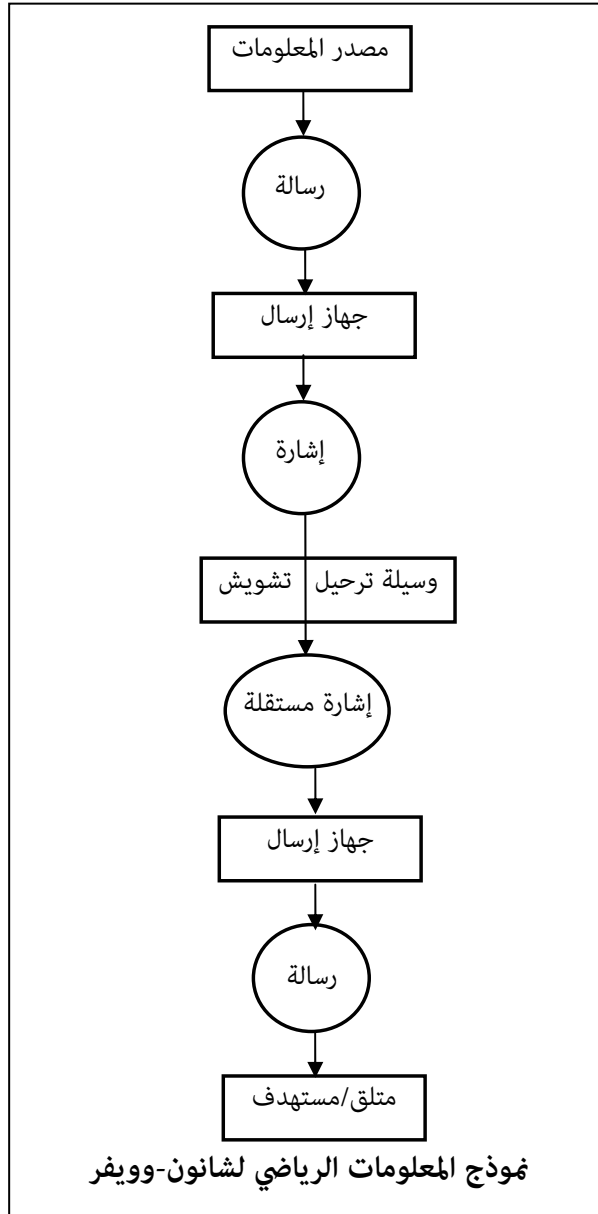 مصدر المعلومات
رسالة
جهاز إرسال
إشارة
وسيلة ترحيل تشويش
إشارة مستقلة
جهاز إرسال
رسالة
متلق/مستهدف
نموذج المعلومات الرياضي لشانون-وويفر